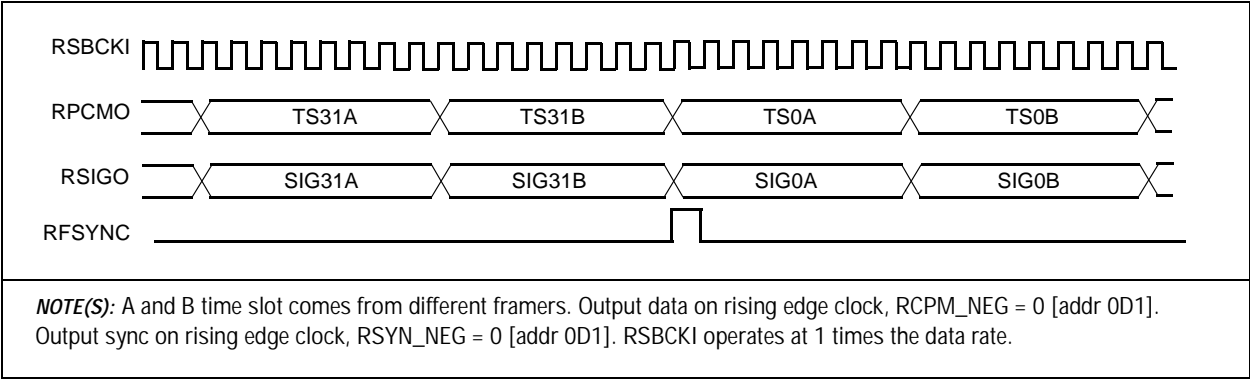 RSBCKI
RPCMO TS31A TS31B TS0A TS0B
RSIGO SIG31A SIG31B SIG0A SIG0B
RFSYNC
NOTE(S): A and B time slot comes from different framers. Output data on rising edge clock, RCPM_NEG = 0 [addr 0D1].
Output sync on rising edge clock, RSYN_NEG = 0 [addr 0D1]. RSBCKI operates at 1 times the data rate.